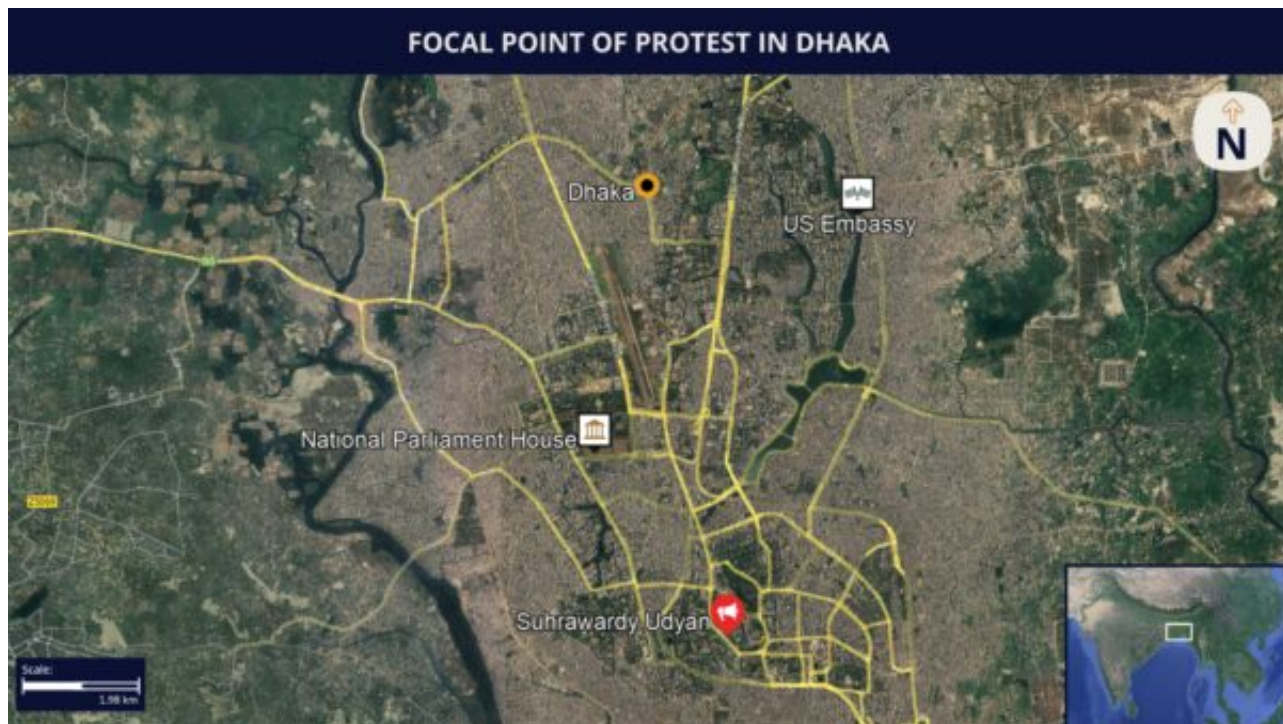 FOCAL POINT OF PROTEST IN DHAKA
N
Dhaka
US Embassy
National Parliament House
Suhrawardy Udyan
Scale:
1.98 km